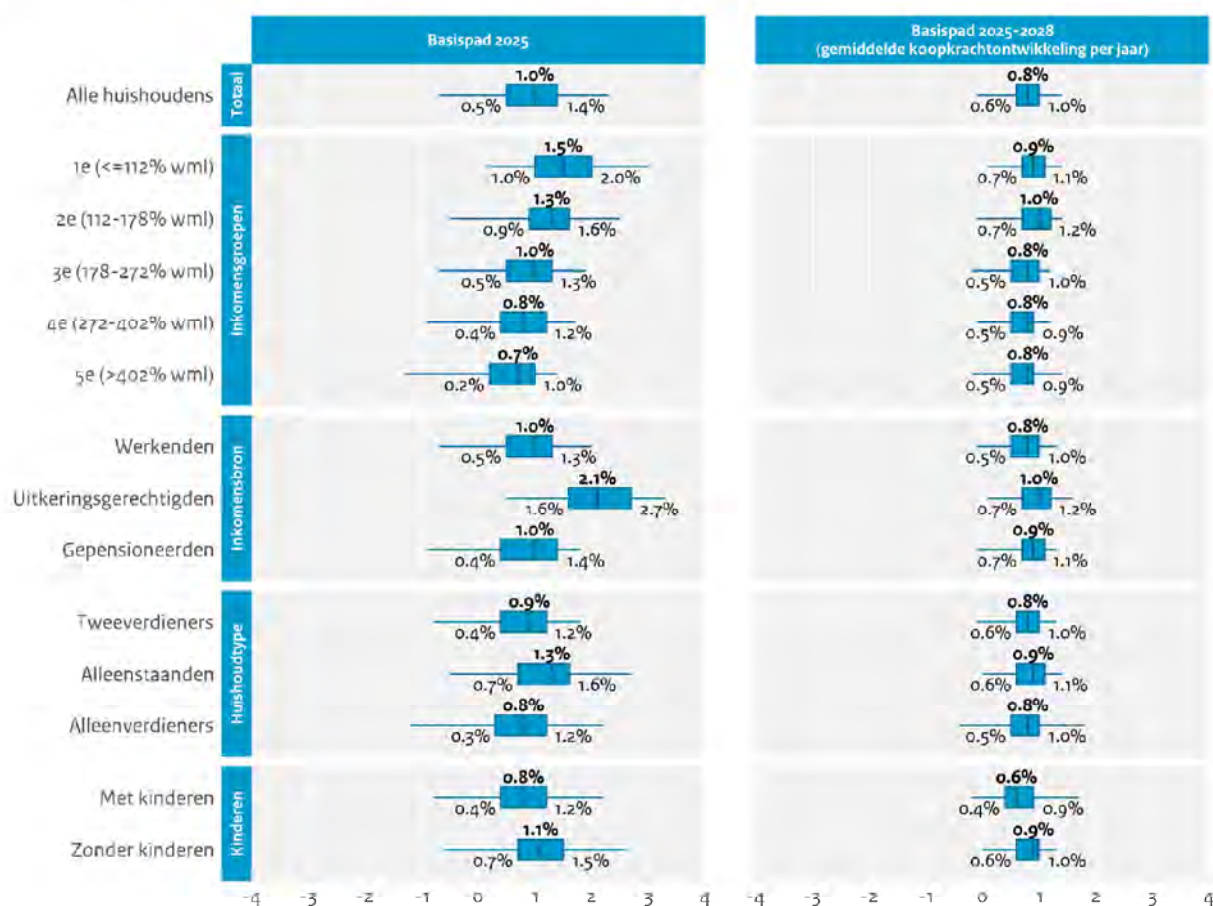 Basispad 2025
Basispad 2025-2028
(gemiddelde koopkrachtontwikkeling per jaar)
Totaal
Alle huishoudens
1.0%
0.5% 1.4%
0.8%
0.6% 1.0%
Inkomensgroepen
1e (<=112% wml)
1.5%
1.0% 2.0%
0.9%
0.7% 1.1%
2e (112-178% wml)
1.3%
0.9% 1.6%
1.0%
0.7% 1.2%
3e (178-272% wml)
1.0%
0.5% 1.3%
0.8%
0.5% 1.0%
4e (272-402% wml)
0.8%
0.4% 1.2%
0.8%
0.5% 0.9%
5e (>402% wml)
0.7%
0.2% 1.0%
0.8%
0.5% 0.9%
Inkomensbron
Werkenden
1.0%
0.5% 1.3%
0.8%
0.5% 1.0%
Uitkeringsgerechtigden
2.1%
1.6% 2.7%
1.0%
0.7% 1.2%
Gepensioneerden
1.0%
0.4% 1.4%
0.9%
0.7% 1.1%
Huishoudtype
Tweeverdieners
0.9%
0.4% 1.2%
0.8%
0.6% 1.0%
Alleenstaanden
1.3%
0.7% 1.6%
0.9%
0.6% 1.1%
Alleenverdieners
0.8%
0.3% 1.2%
0.8%
0.5% 1.0%
Kinderen
Met kinderen
0.8%
0.4% 1.2%
0.6%
0.4% 0.9%
Zonder kinderen
1.1%
0.7% 1.5%
0.9%
0.6% 1.0%
-4 -3 -2 -1 0 1 2 3 4
-4 -3 -2 -1 0 1 2 3 4